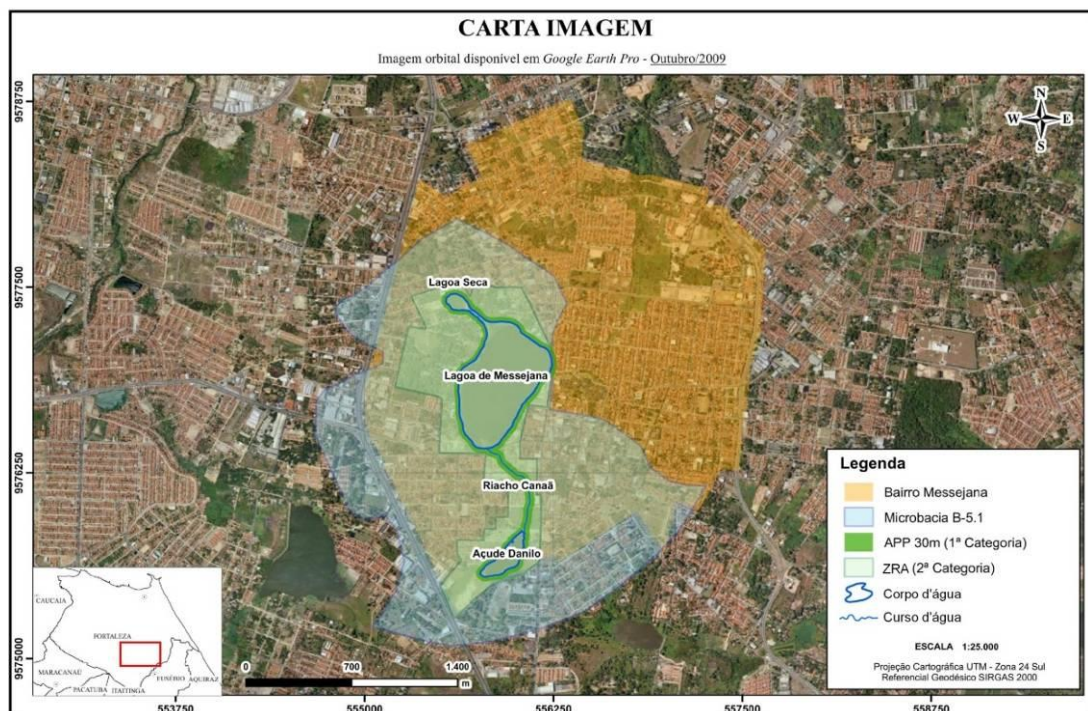 CARTA IMAGEM
Imagem orbital disponível em Google Earth Pro - Outubro/2009
9578750
9577500
9576250
9575000
N
W E
S
Lagoa Seca
Lagoa de Messejana
Riacho Canaã
Açude Danilo
Legenda
Bairro Messejana
Microbacia B-5.1
APP 30m (1ª Categoria)
ZRA (2ª Categoria)
Corpo d'água
Curso d'água
ESCALA 1:25.000
Projeção Cartográfica UTM - Zona 24 Sul
Referencial Geodésico SIRGAS 2000
CAUCAIA
FORTALEZA
MARACANAÚ
EUSÉBIO
AQUIRAZ
PACATUBA
ITAITINGA
0 700 1.400
m
553750 555000 556250 557500 558750